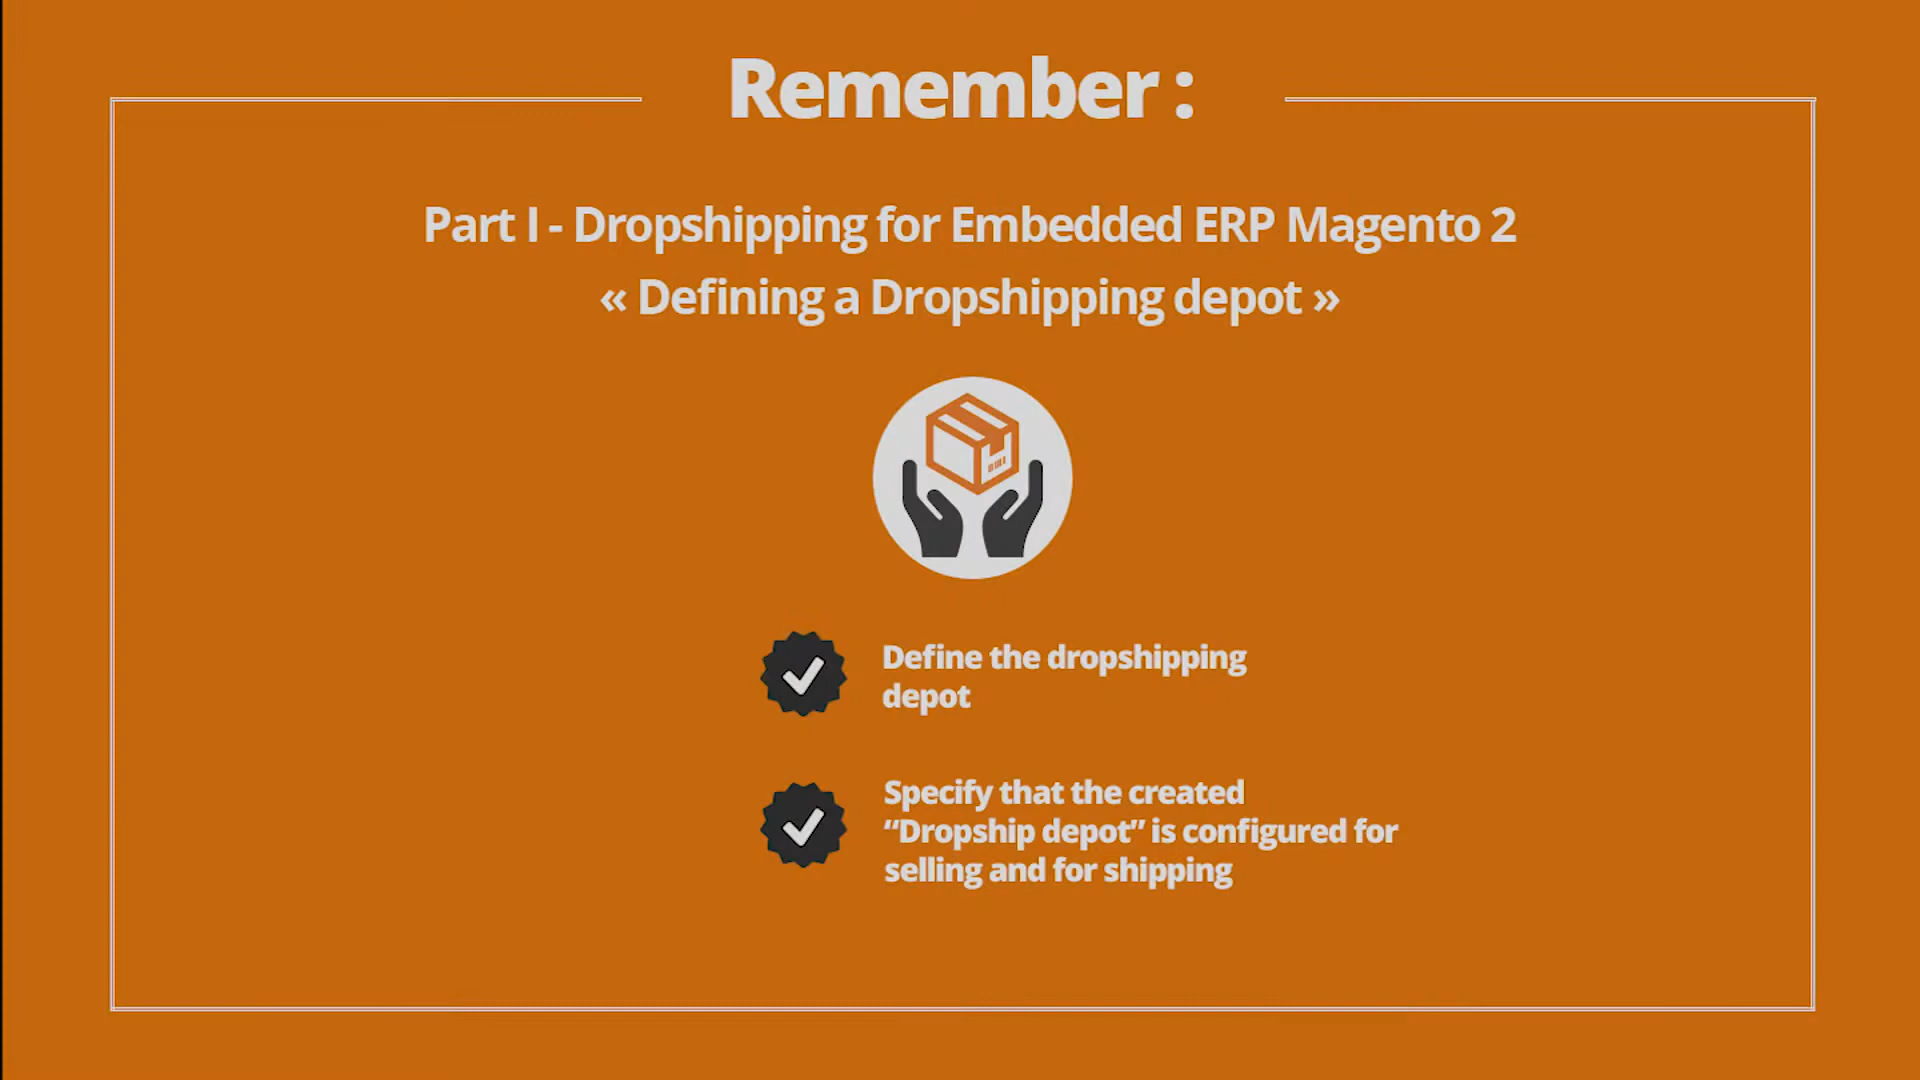 Remember :
Part I - Dropshipping for Embedded ERP Magento 2
« Defining a Dropshipping depot »
Define the dropshipping
depot
Specify that the created
“Dropship depot” is configured for
selling and for shipping